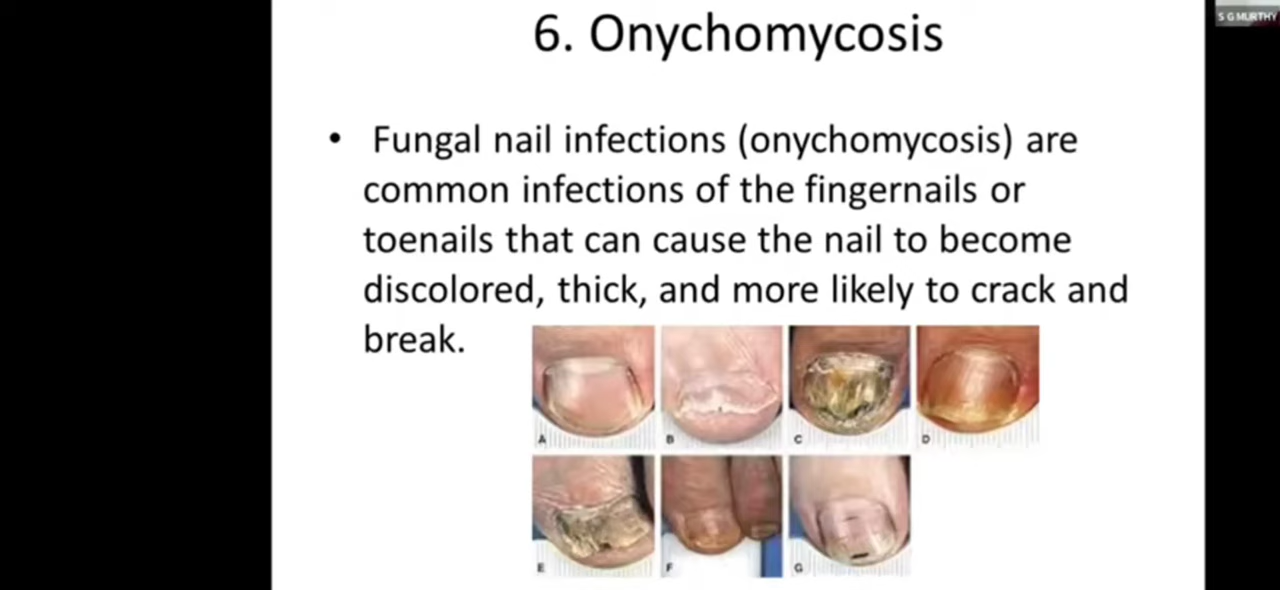 S G MURTHY
6. Onychomycosis
• Fungal nail infections (onychomycosis) are
common infections of the fingernails or
toenails that can cause the nail to become
discolored, thick, and more likely to crack and
break.
A B C D
E F G